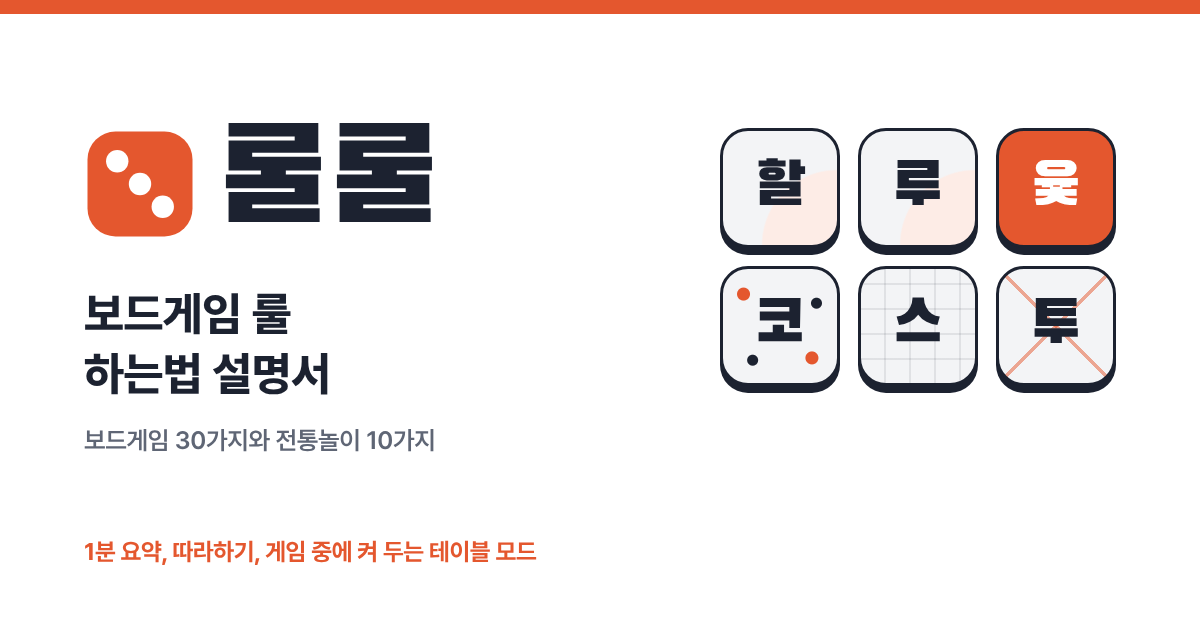 룰룰
보드게임 룰
하는법 설명서
보드게임 30가지와 전통놀이 10가지
1분 요약, 따라하기, 게임 중에 켜 두는 테이블 모드
할 루 윷
코 스 투